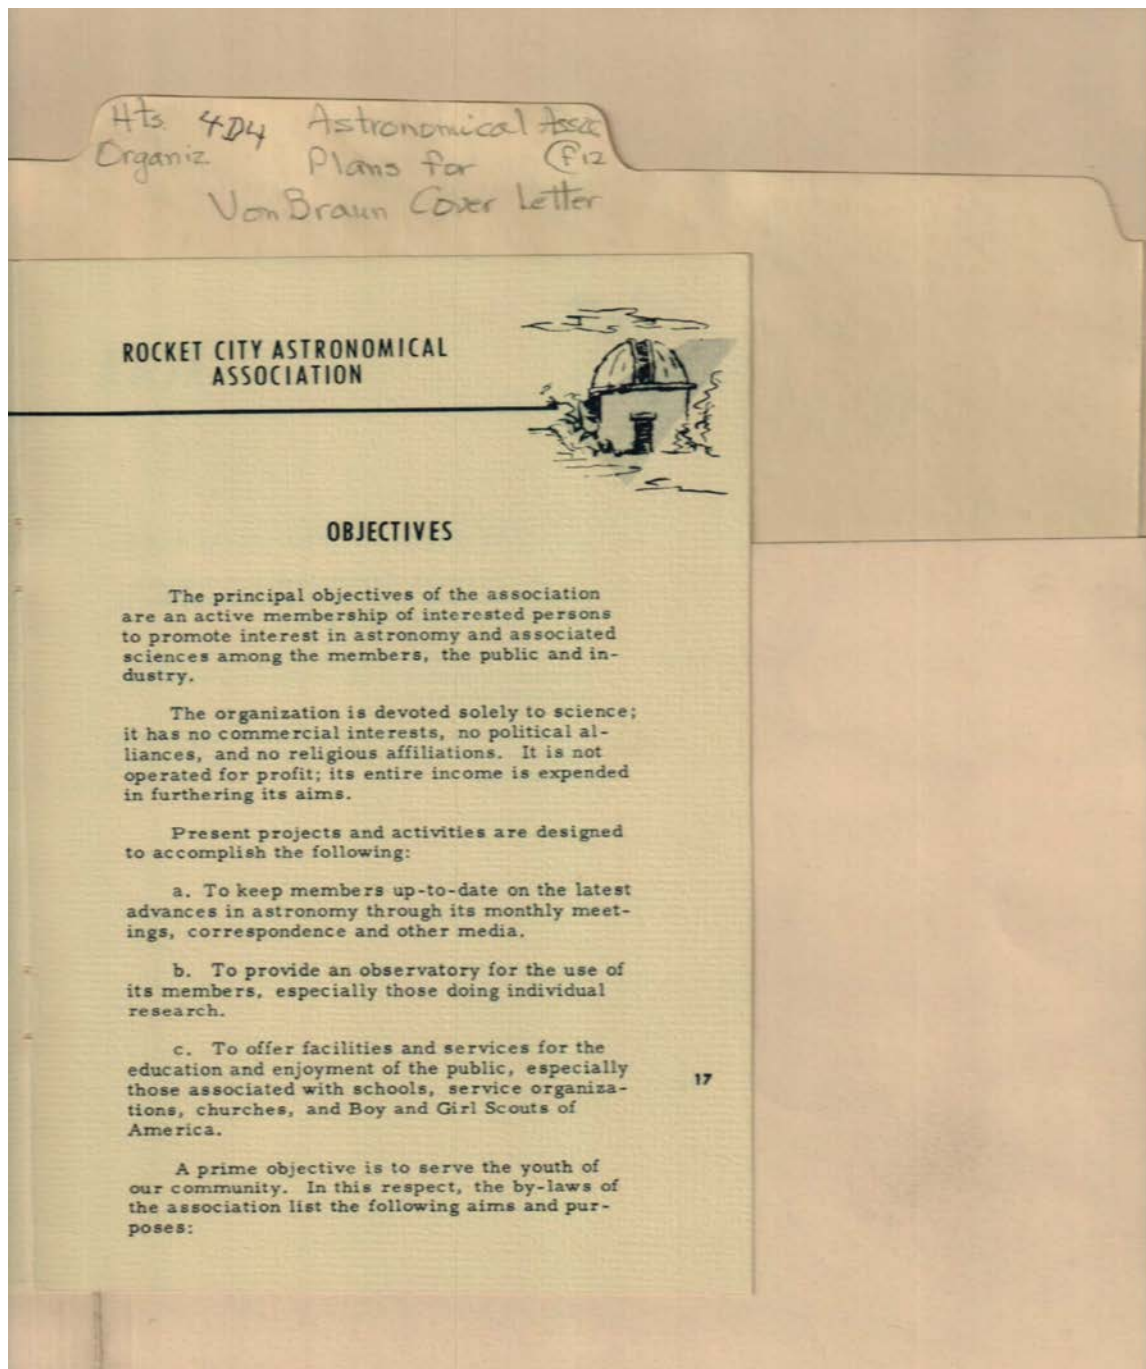 Hts. 4D4 Astronomical Assoc
Organiz. Plans for F12
Von Braun Cover Letter
ROCKET CITY ASTRONOMICAL
ASSOCIATION
OBJECTIVES
The principal objectives of the association
are an active membership of interested persons
to promote interest in astronomy and associated
sciences among the members, the public and in-
dustry.
The organization is devoted solely to science;
it has no commercial interests, no political al-
liances, and no religious affiliations. It is not
operated for profit; its entire income is expended
in furthering its aims.
Present projects and activities are designed
to accomplish the following:
a. To keep members up-to-date on the latest
advances in astronomy through its monthly meet-
ings, correspondence and other media.
b. To provide an observatory for the use of
its members, especially those doing individual
research.
c. To offer facilities and services for the
education and enjoyment of the public, especially
those associated with schools, service organiza-
tions, churches, and Boy and Girl Scouts of
America.
17
A prime objective is to serve the youth of
our community. In this respect, the by-laws of
the association list the following aims and pur-
poses: